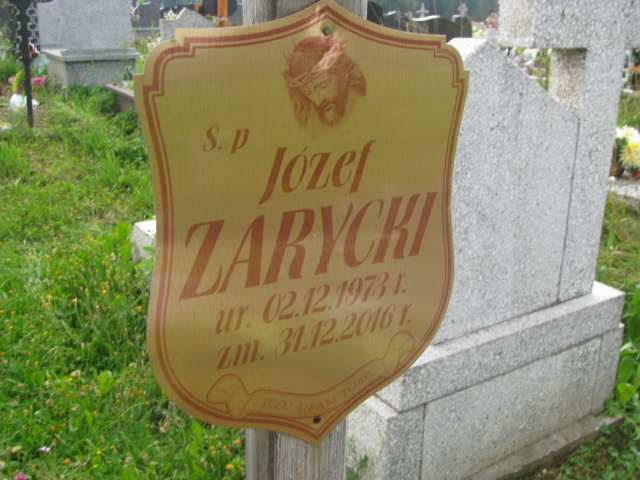 Ś. p
Józef
ZARYCKI
ur. 02.12.1973 r.
zm. 31.12.2016 r.
JEZU UFAM TOBIE